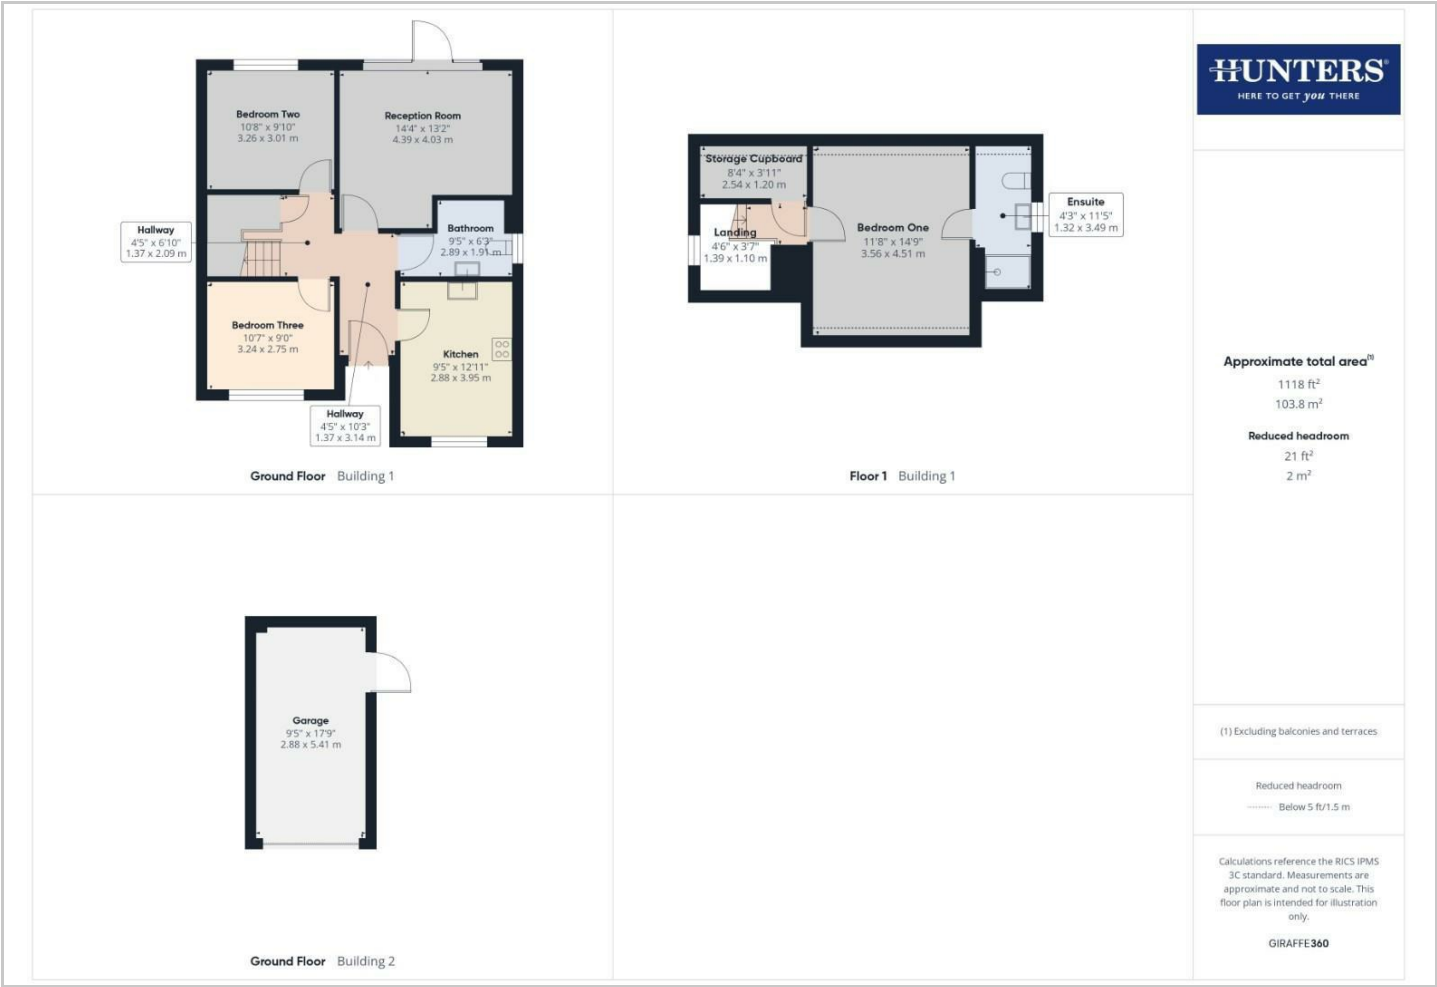 Bedroom Two
10'8" x 9'10"
3.26 x 3.01 m
Reception Room
14'4" x 13'2"
4.39 x 4.03 m
Hallway
4'5" x 6'10"
1.37 x 2.09 m
Bathroom
9'5" x 6'3"
2.89 x 1.91 m
Bedroom Three
10'7" x 9'0"
3.24 x 2.75 m
Kitchen
9'5" x 12'11"
2.88 x 3.95 m
Hallway
4'5" x 10'3"
1.37 x 3.14 m
Ground Floor Building 1
Storage Cupboard
8'4" x 3'11"
2.54 x 1.20 m
Landing
4'6" x 3'7"
1.39 x 1.10 m
Bedroom One
11'8" x 14'9"
3.56 x 4.51 m
Ensuite
4'3" x 11'5"
1.32 x 3.49 m
Floor 1 Building 1
Garage
9'5" x 17'9"
2.88 x 5.41 m
Ground Floor Building 2
HUNTERS®
HERE TO GET you THERE
Approximate total area(1)
1118 ft²
103.8 m²
Reduced headroom
21 ft²
2 m²
(1) Excluding balconies and terraces
Reduced headroom
Below 5 ft/1.5 m
Calculations reference the RICS IPMS
3C standard. Measurements are
approximate and not to scale. This
floor plan is intended for illustration
only.
GIRAFFE360